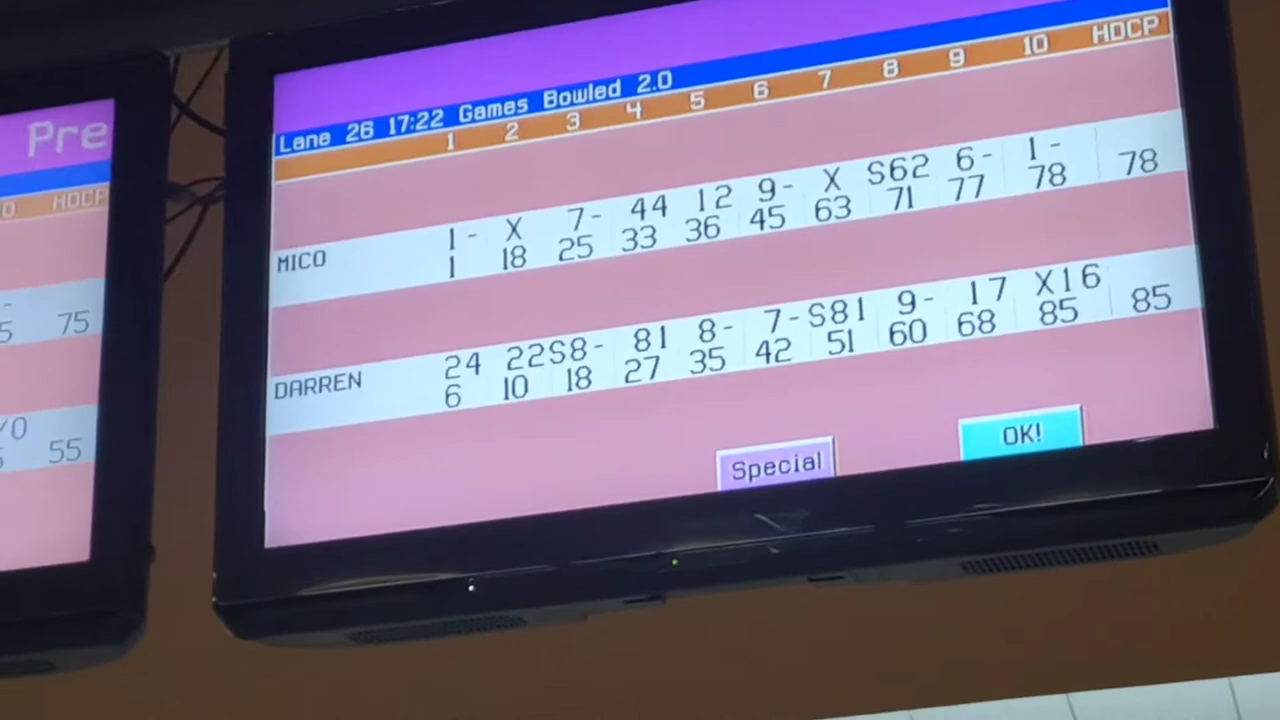 Pre
HDCP
75
/0
55
Lane 26 17:22 Games Bowled 2.0
1 2 3 4 5 6 7 8 9 10 HDCP
1- X 7- 44 12 9- X S62 6- 1-
MICO 1 18 25 33 36 45 63 71 77 78 78
24 22 S8- 81 8- 7- S81 9- 17 X16
DARREN 6 10 18 27 35 42 51 60 68 85 85
Special
OK!